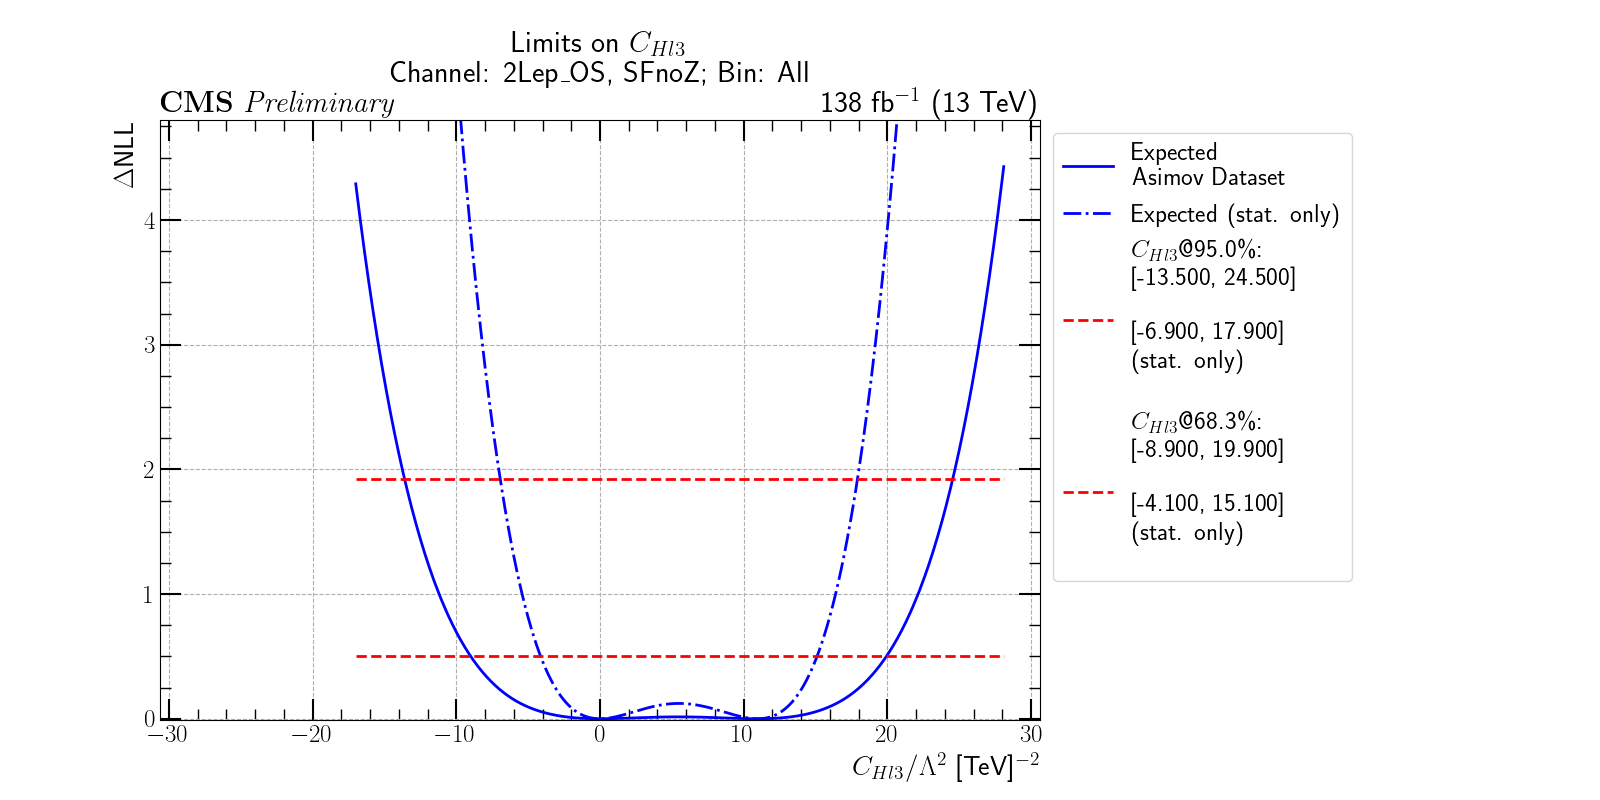 Limits on C_{Hl3}
Channel: 2Lep_OS, SFnoZ; Bin: All
CMS Preliminary
138 fb^{-1} (13 TeV)
ΔNLL
4
3
2
1
0
−30
−20
−10
0
10
20
30
C_{Hl3}/Λ^2 [TeV]^{-2}
Expected
Asimov Dataset
Expected (stat. only)
C_{Hl3}@95.0%:
[-13.500, 24.500]
[-6.900, 17.900]
(stat. only)
C_{Hl3}@68.3%:
[-8.900, 19.900]
[-4.100, 15.100]
(stat. only)